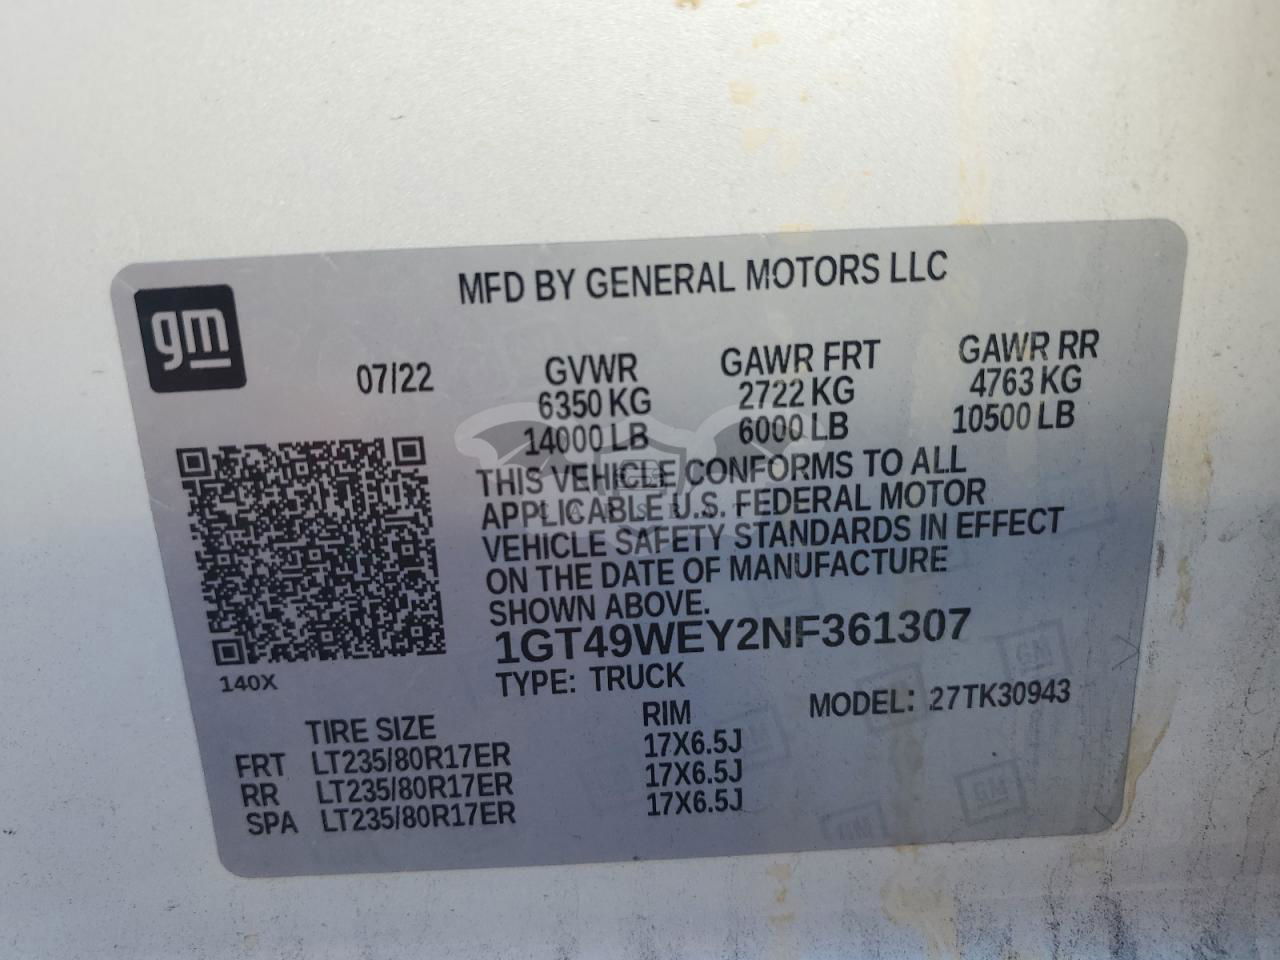 MFD BY GENERAL MOTORS LLC
gm
07/22
GVWR GAWR FRT GAWR RR
6350 KG 2722 KG 4763 KG
14000 LB 6000 LB 10500 LB
THIS VEHICLE CONFORMS TO ALL
APPLICABLE U.S. FEDERAL MOTOR
VEHICLE SAFETY STANDARDS IN EFFECT
ON THE DATE OF MANUFACTURE
SHOWN ABOVE.
1GT49WEY2NF361307
140X
TYPE: TRUCK
MODEL: 27TK30943
TIRE SIZE RIM
FRT LT235/80R17ER 17X6.5J
RR LT235/80R17ER 17X6.5J
SPA LT235/80R17ER 17X6.5J
GM
GM
GM